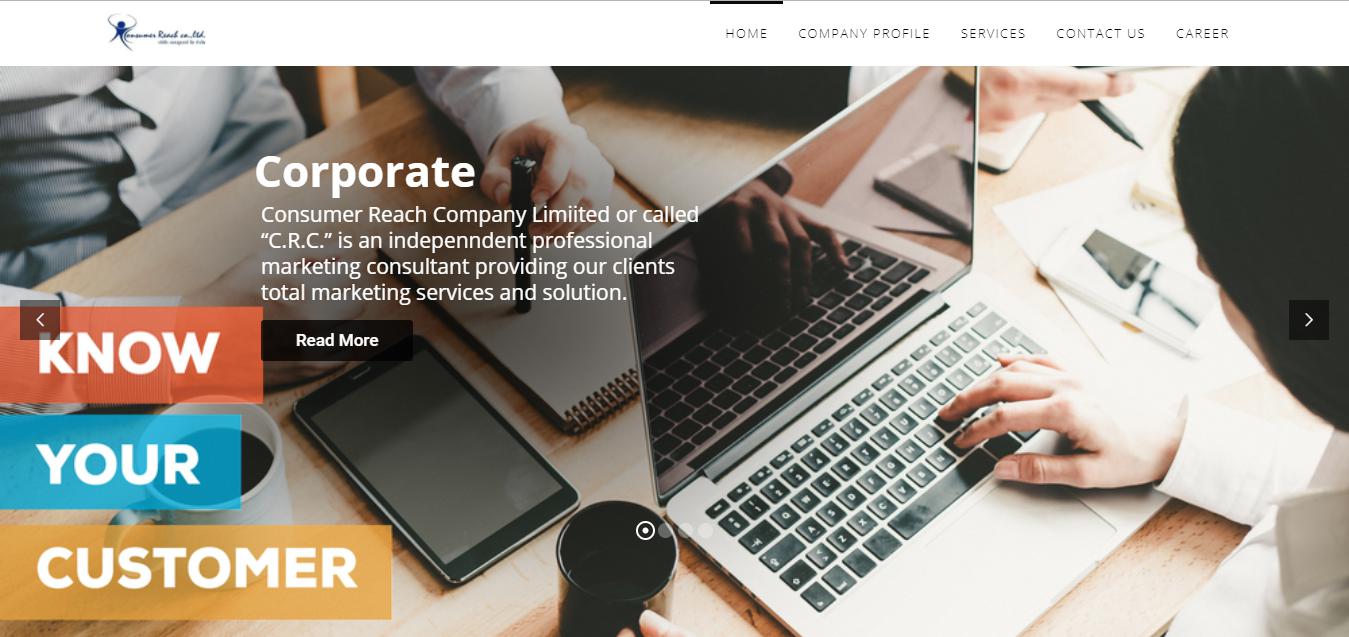 Consumer Reach co.,ltd.
HOME COMPANY PROFILE SERVICES CONTACT US CAREER
Corporate
Consumer Reach Company Limiited or called
“C.R.C.” is an indepenndent professional
marketing consultant providing our clients
total marketing services and solution.
Read More
KNOW
YOUR
CUSTOMER